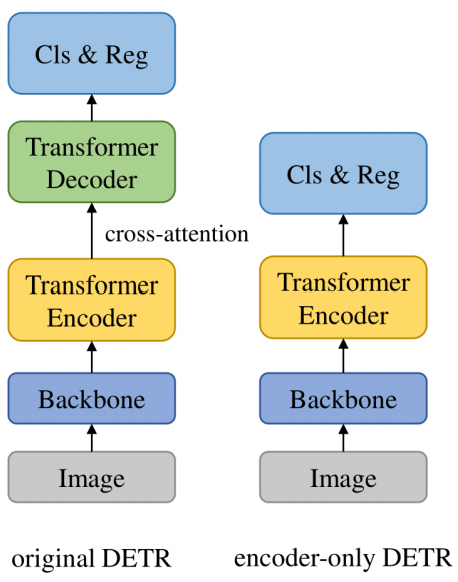 Cls & Reg
Transformer
Decoder
cross-attention
Transformer
Encoder
Backbone
Image
original DETR
Cls & Reg
Transformer
Encoder
Backbone
Image
encoder-only DETR